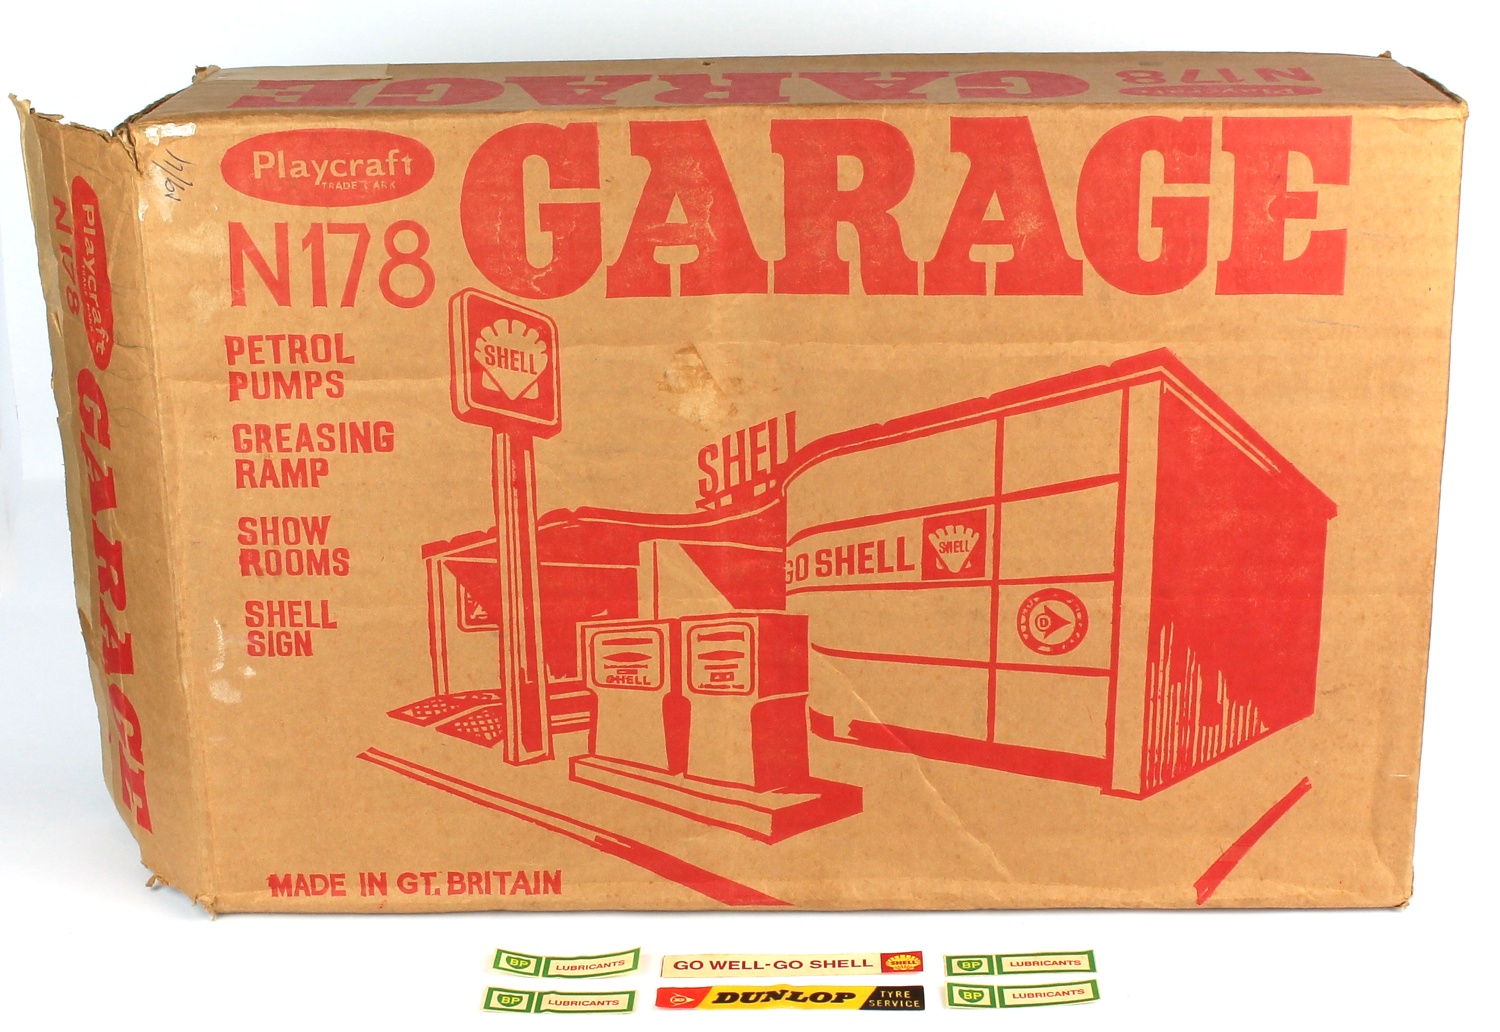 GARAGE
Playcraft
N178
Playcraft
TRADE MARK
N178
GARAGE
PETROL
PUMPS
GREASING
RAMP
SHOW
ROOMS
SHELL
SIGN
SHELL
SHELL
GO SHELL
SHELL
D
SHELL
MADE IN GT. BRITAIN
Playcraft
N178
GARAGE
BP LUBRICANTS
GO WELL-GO SHELL SHELL
BP LUBRICANTS
BP LUBRICANTS
DUNLOP TYRE
SERVICE
BP LUBRICANTS